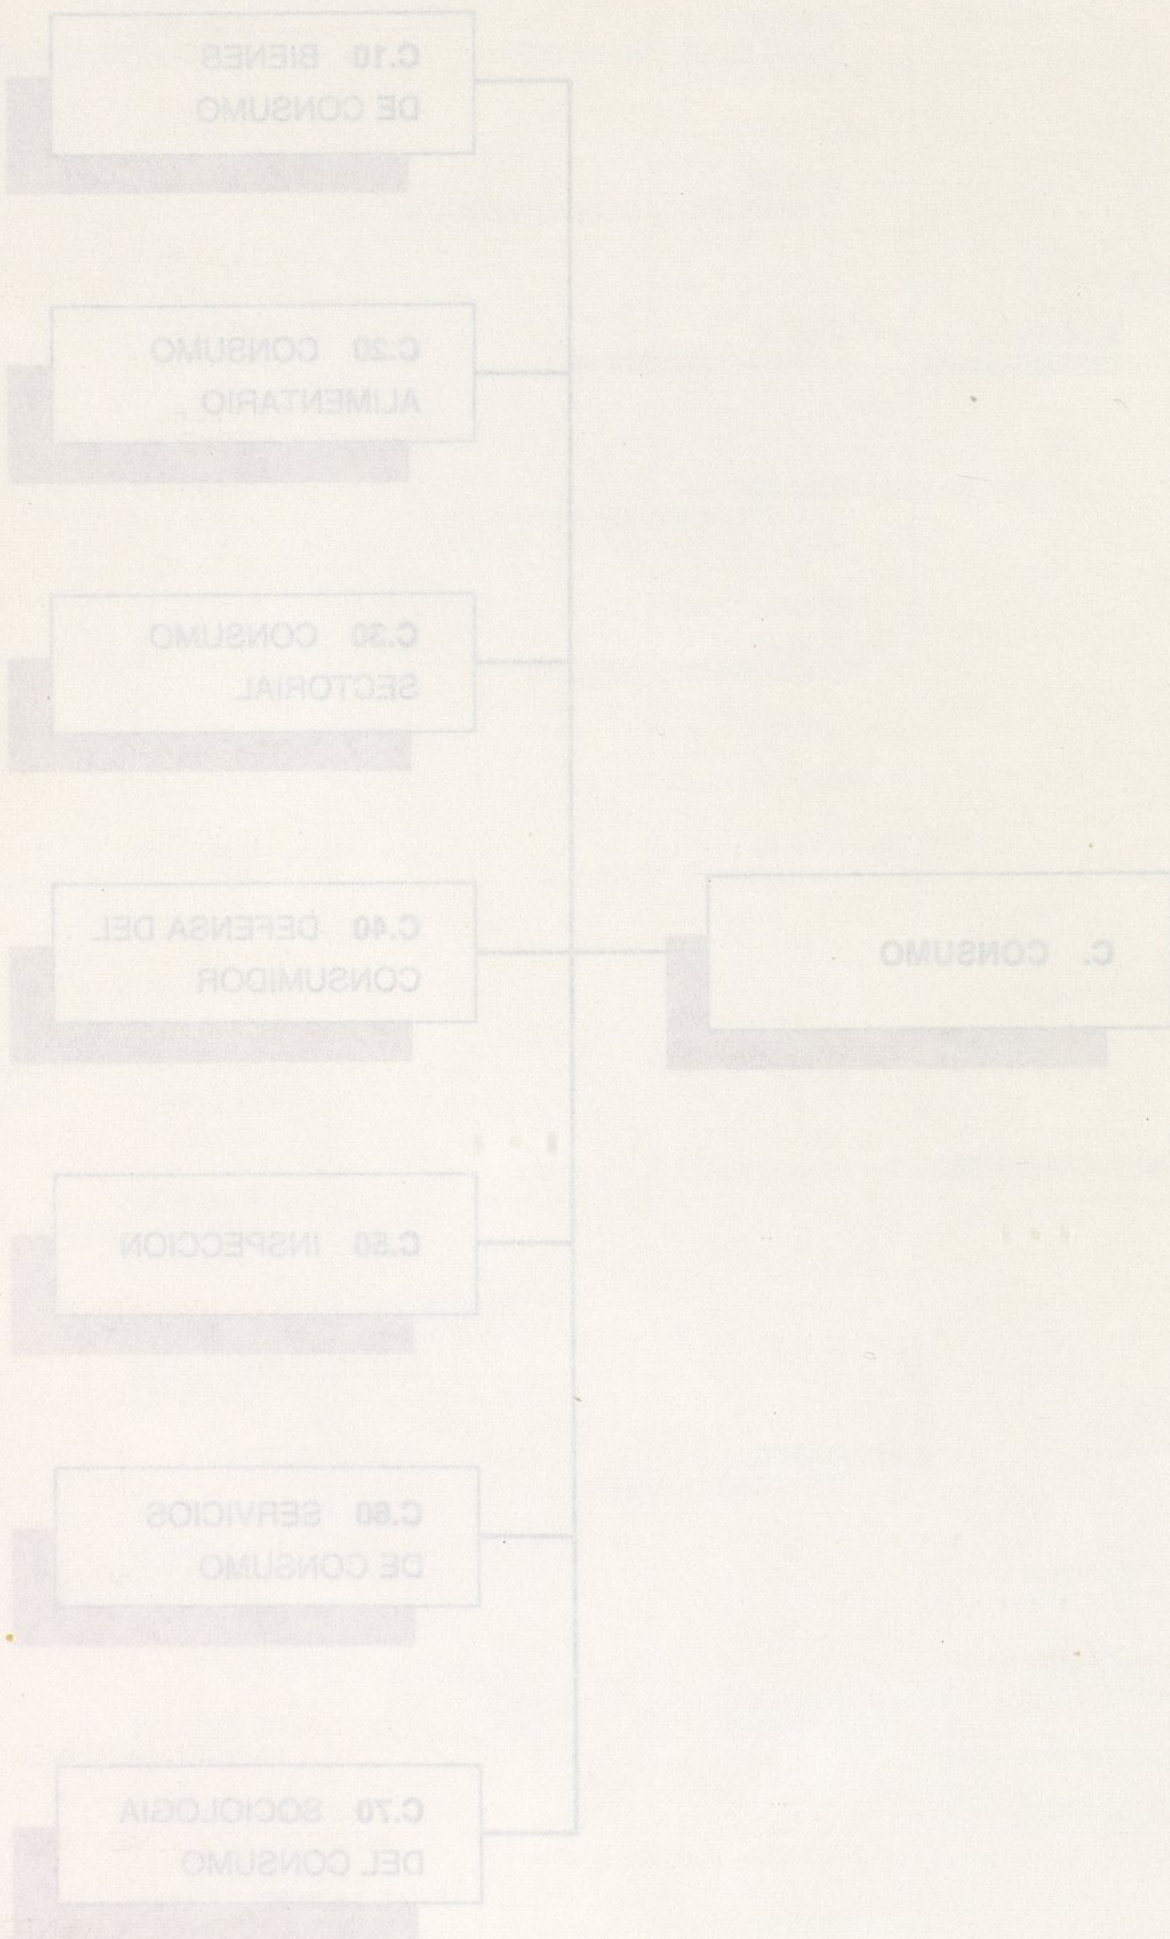 C.10 BIENES
DE CONSUMO
C.20 CONSUMO
ALIMENTARIO
C.30 CONSUMO
SECTORIAL
C.40 DEFENSA DEL
CONSUMIDOR
C. CONSUMO
C.50 INSPECCION
C.60 SERVICIOS
DE CONSUMO
C.70 SOCIOLOGIA
DEL CONSUMO